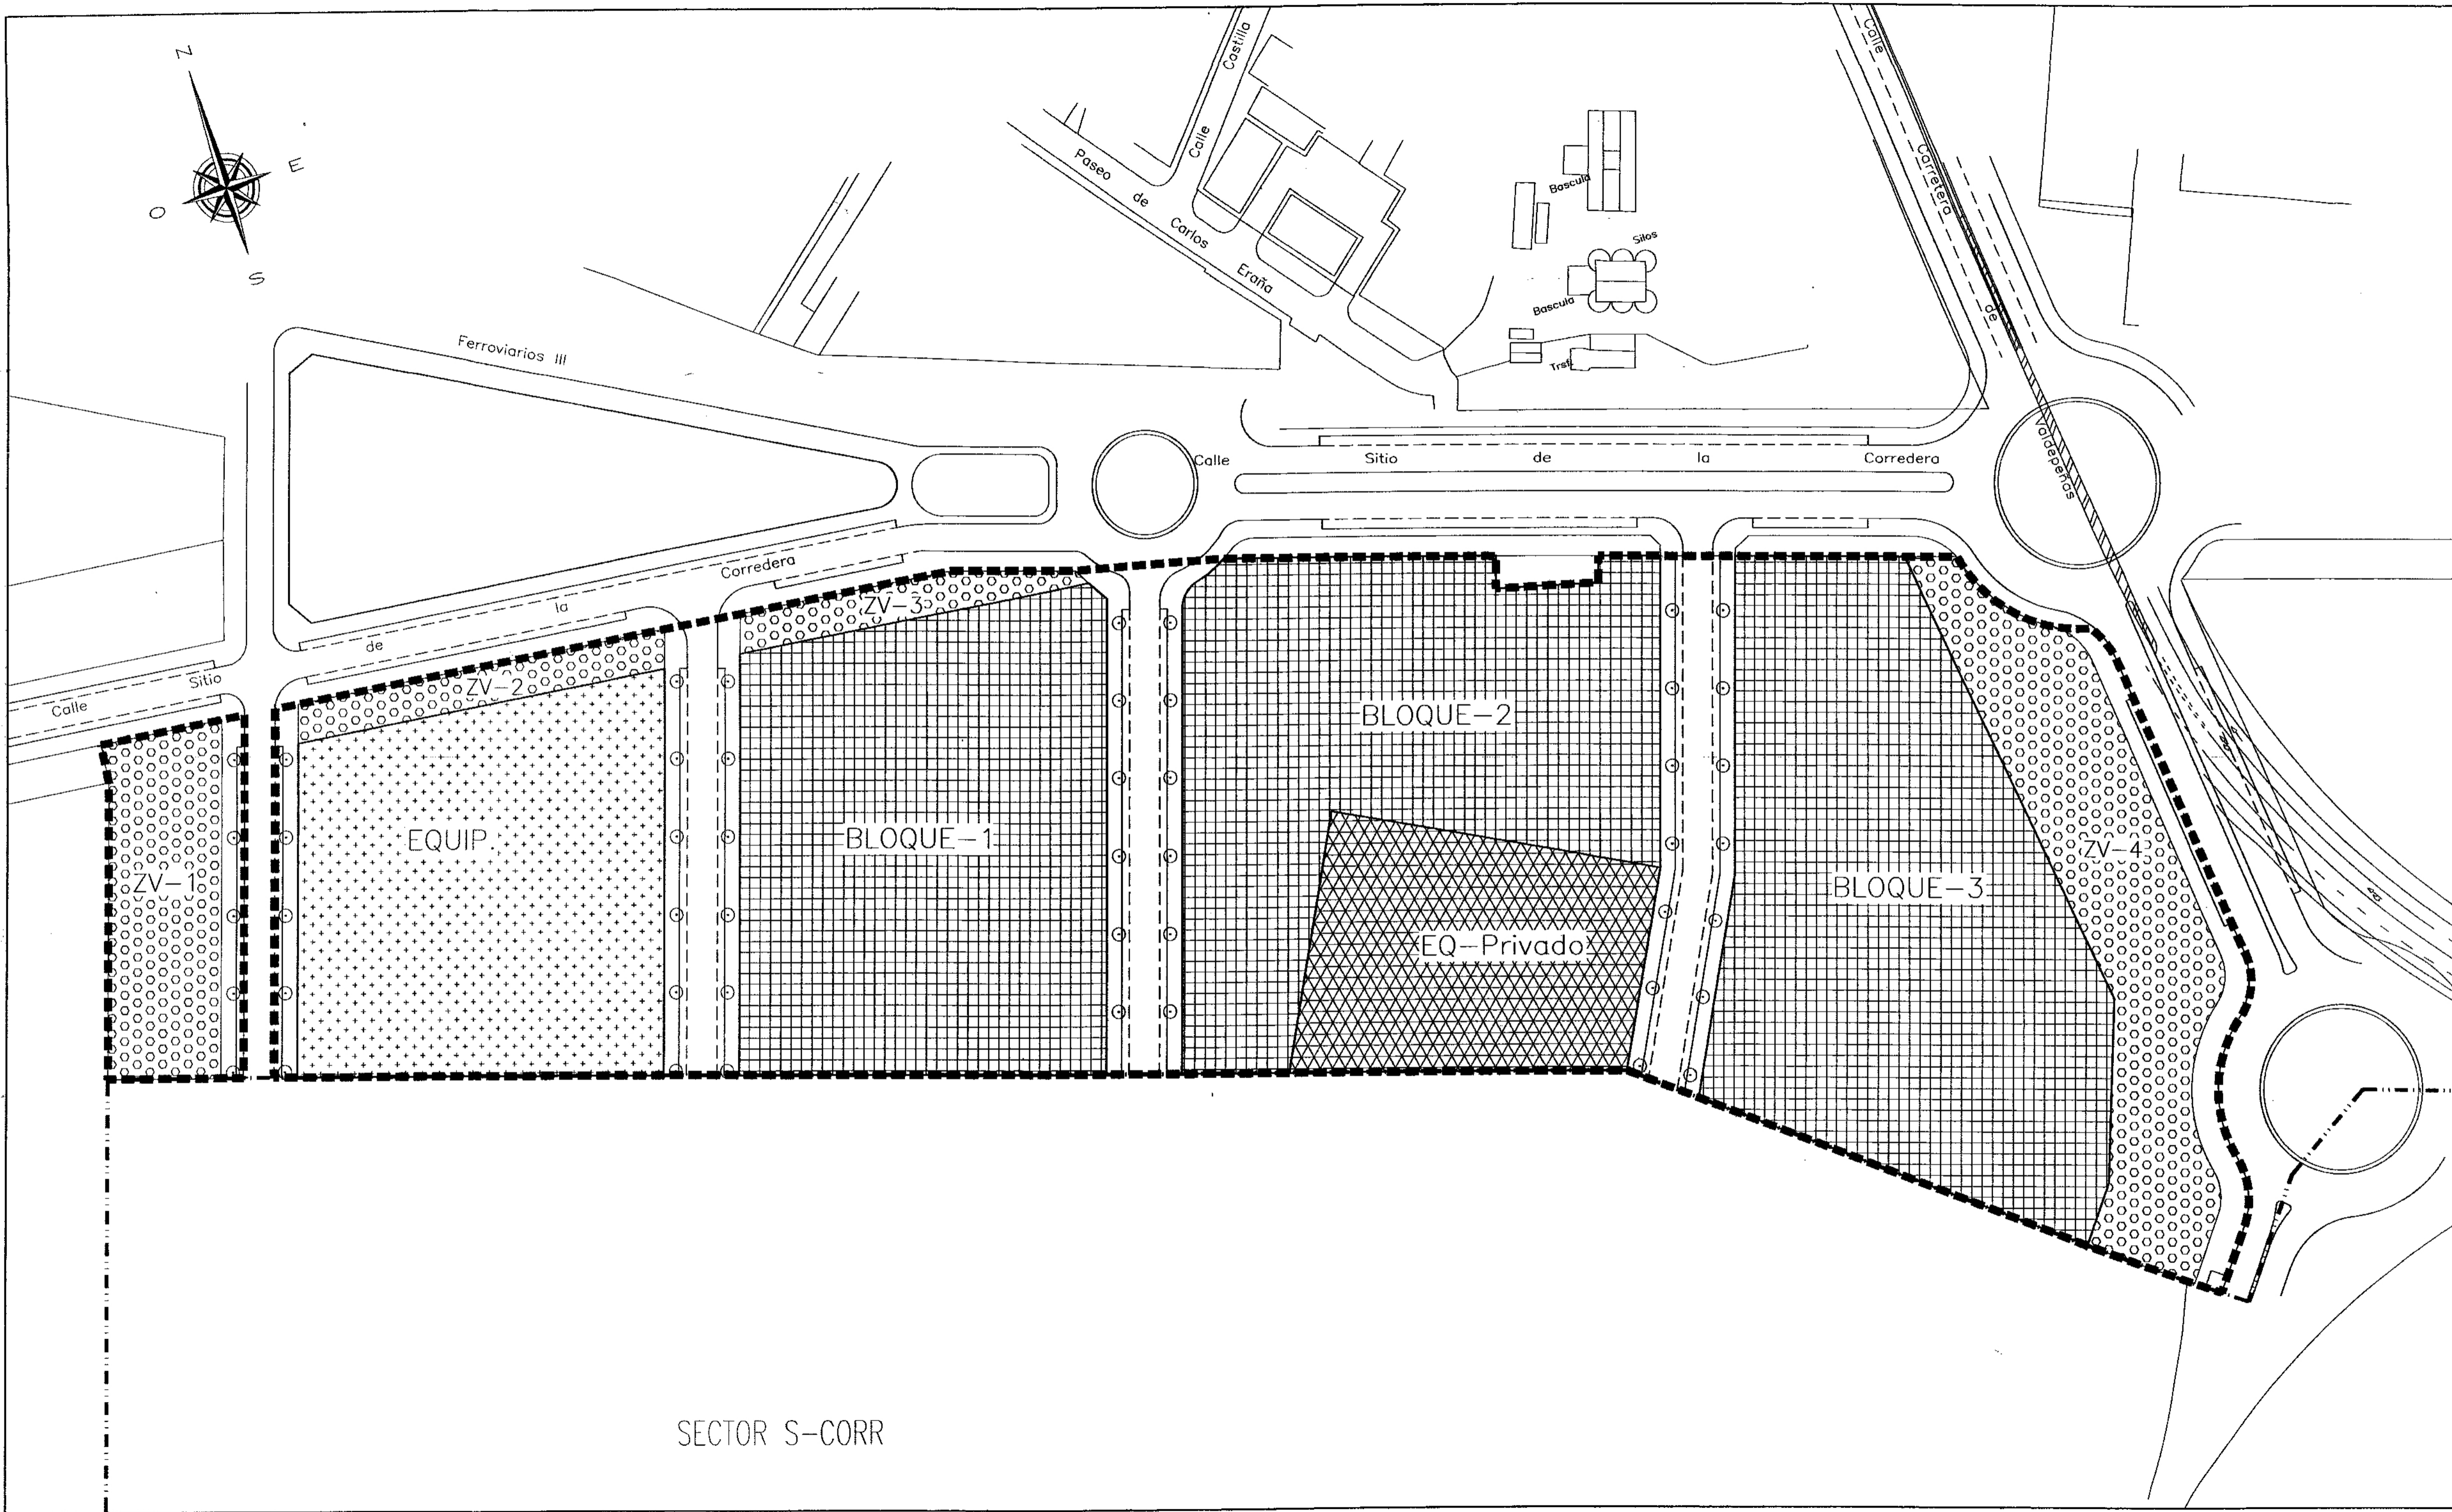 N
E
O
S
Calle Castilla
Paseo de Carlos Eraña
Bascula
Silos
Bascula
Trsf.
Calle Carretera de Valdepeñas
Ferroviarios III
Calle Sitio de la Corredera
Calle Sitio de la Corredera
ZV-3
ZV-2
BLOQUE-2
EQUIP.
BLOQUE-1
ZV-4
ZV-1
BLOQUE-3
EQ-Privado
SECTOR S-CORR